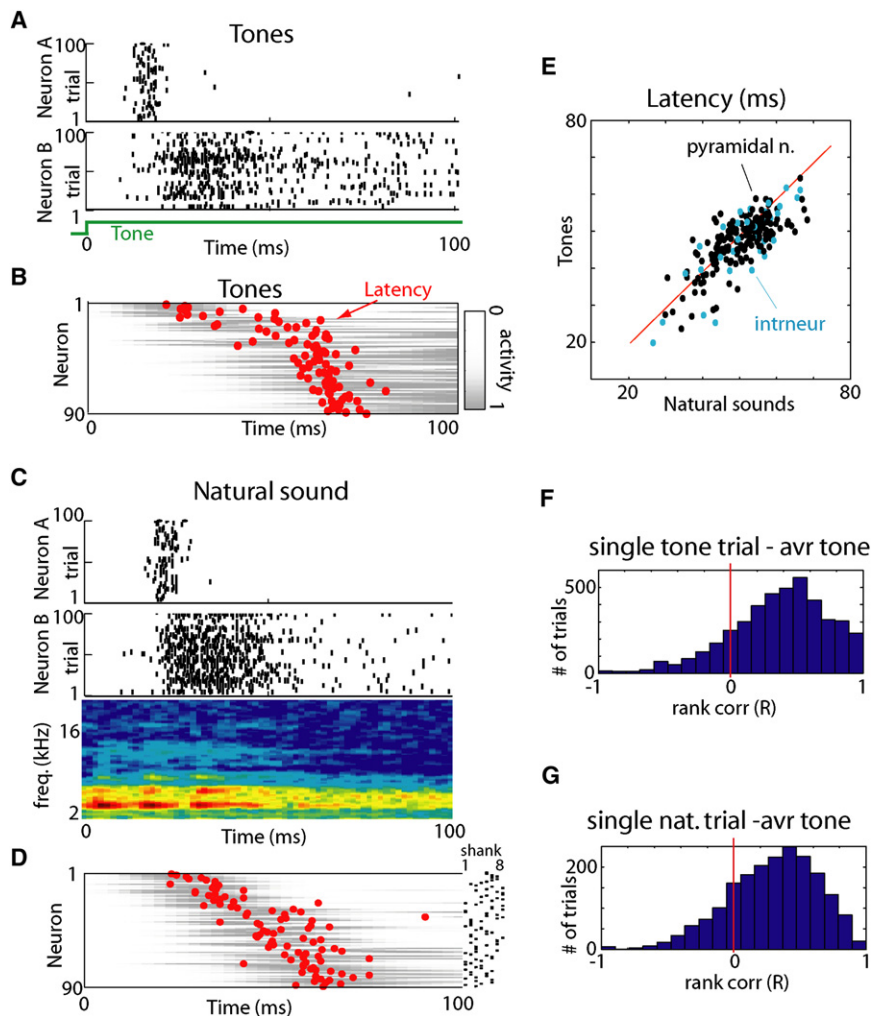 A
Tones
Neuron A
trial
100
1
Neuron B
trial
100
1
Tone
0
Time (ms)
100
B
Tones
Latency
Neuron
1
90
0
Time (ms)
100
0
activity
1
C
Natural sound
Neuron A
trial
100
1
Neuron B
trial
100
1
freq. (kHz)
16
2
0
Time (ms)
100
D
shank
1 8
Neuron
1
90
0
Time (ms)
100
E
Latency (ms)
80
pyramidal n.
Tones
intrneur
20
20
80
Natural sounds
F
single tone trial - avr tone
# of trials
500
0
-1
0
1
rank corr (R)
G
single nat. trial -avr tone
# of trials
200
0
-1
0
1
rank corr (R)